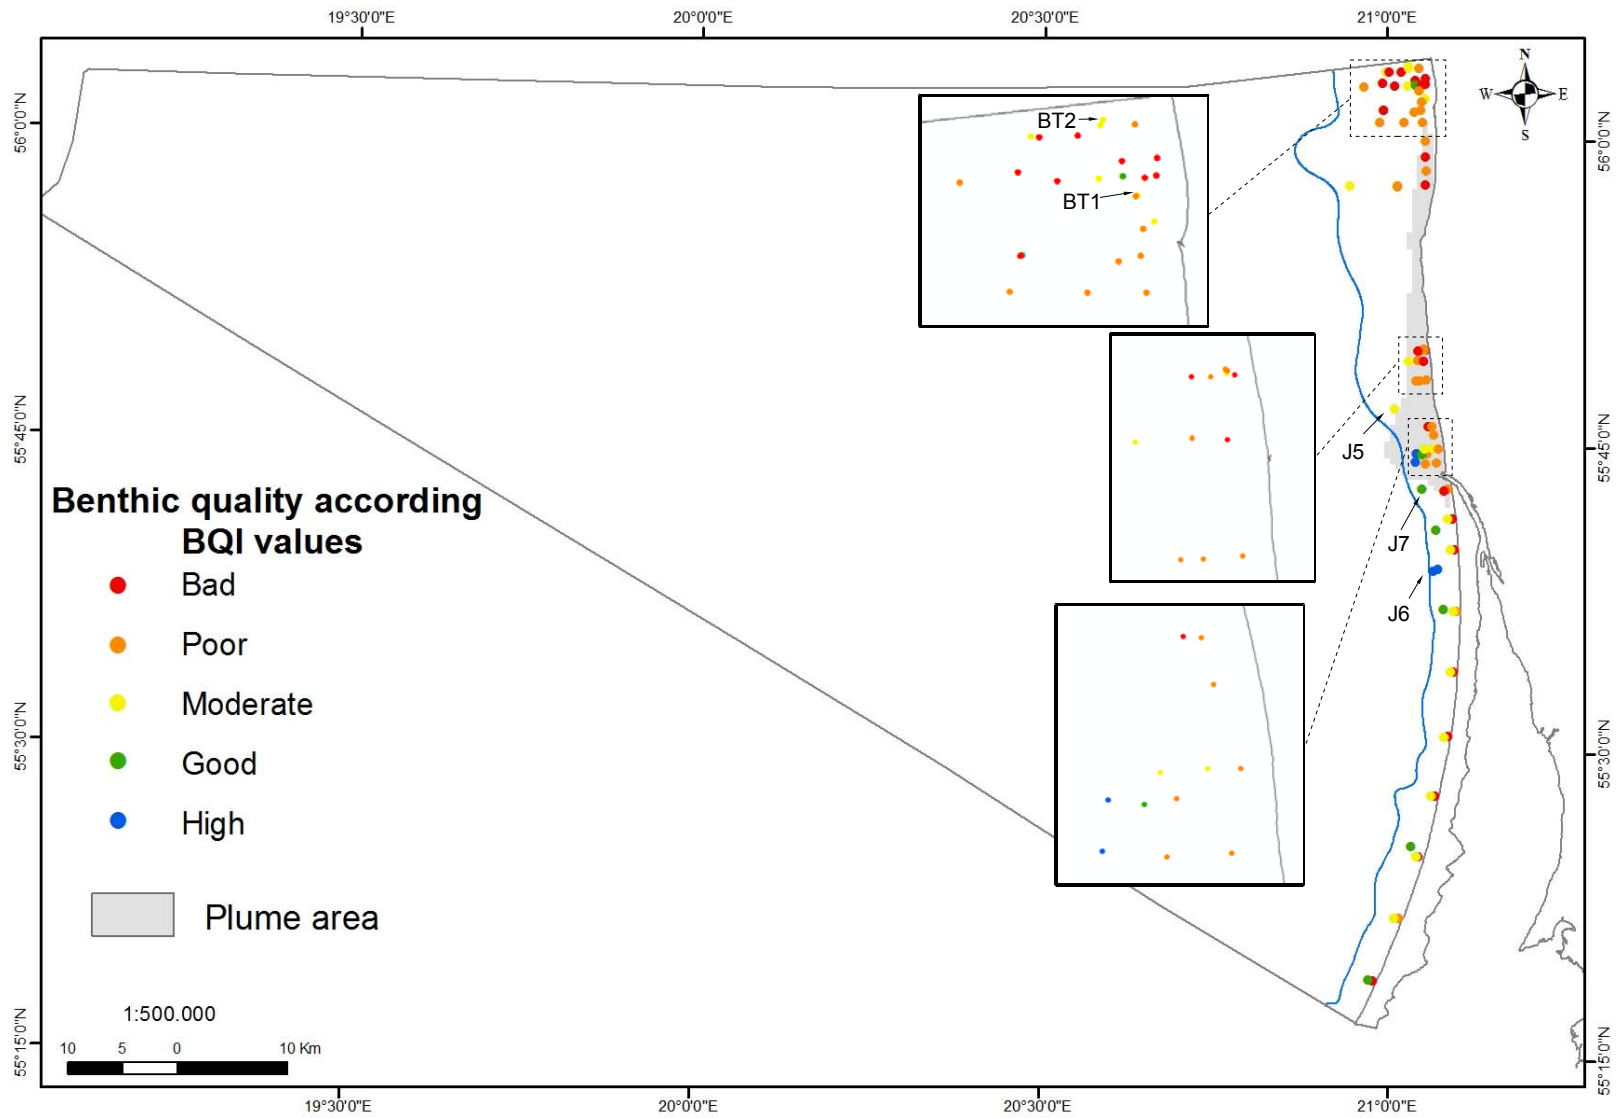 19°30'0"E
20°0'0"E
20°30'0"E
21°0'0"E
N
W
E
S
56°0'0"N
56°0'0"N
BT2
BT1
55°45'0"N
55°45'0"N
J5
J7
J6
Benthic quality according
BQI values
Bad
Poor
Moderate
Good
High
Plume area
55°30'0"N
55°30'0"N
1:500.000
10
5
0
10 Km
55°15'0"N
55°15'0"N
19°30'0"E
20°0'0"E
20°30'0"E
21°0'0"E